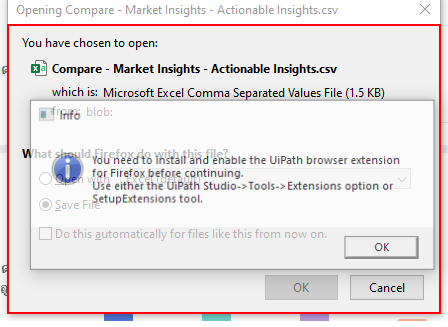 Opening Compare - Market Insights - Actionable Insights.csv
You have chosen to open:
Compare - Market Insights - Actionable Insights.csv
which is: Microsoft Excel Comma Separated Values File (1.5 KB)
from: blob:
Info
What should Firefox do with this file?
You need to install and enable the UiPath browser extension
for Firefox before continuing.
Use either the UiPath Studio->Tools->Extensions option or
SetupExtensions tool.
Open with Excel (default)
Save File
Do this automatically for files like this from now on.
OK
OK
Cancel